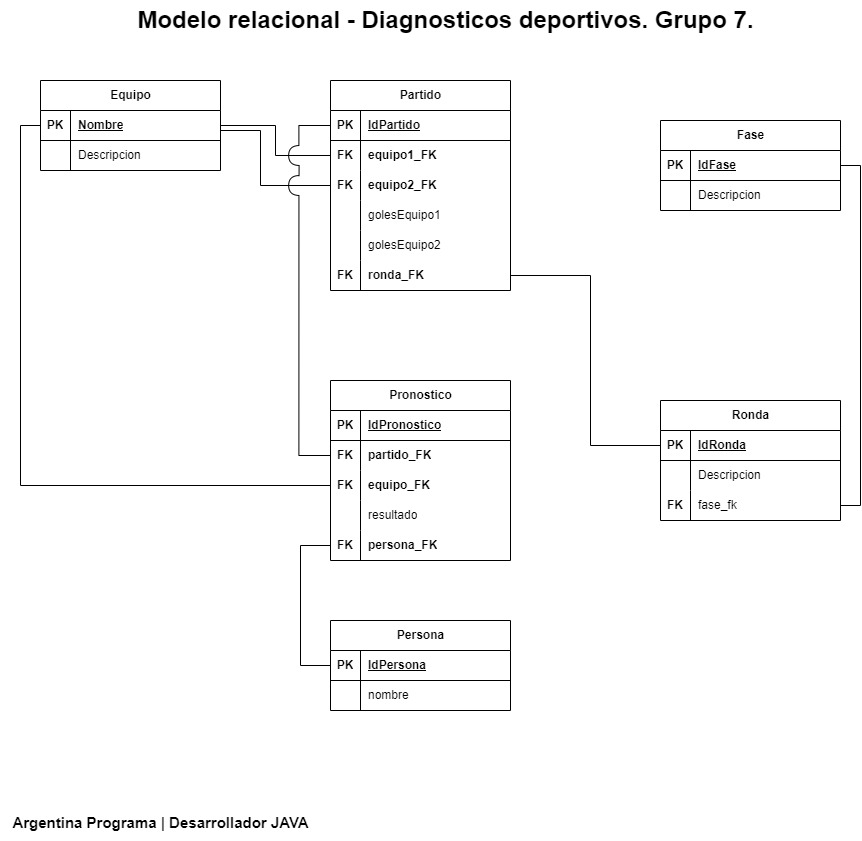 Modelo relacional - Diagnosticos deportivos. Grupo 7.
Equipo
PK Nombre
Descripcion
Partido
PK IdPartido
FK equipo1_FK
FK equipo2_FK
golesEquipo1
golesEquipo2
FK ronda_FK
Fase
PK IdFase
Descripcion
Pronostico
PK IdPronostico
FK partido_FK
FK equipo_FK
resultado
FK persona_FK
Ronda
PK IdRonda
Descripcion
FK fase_fk
Persona
PK IdPersona
nombre
Argentina Programa | Desarrollador JAVA